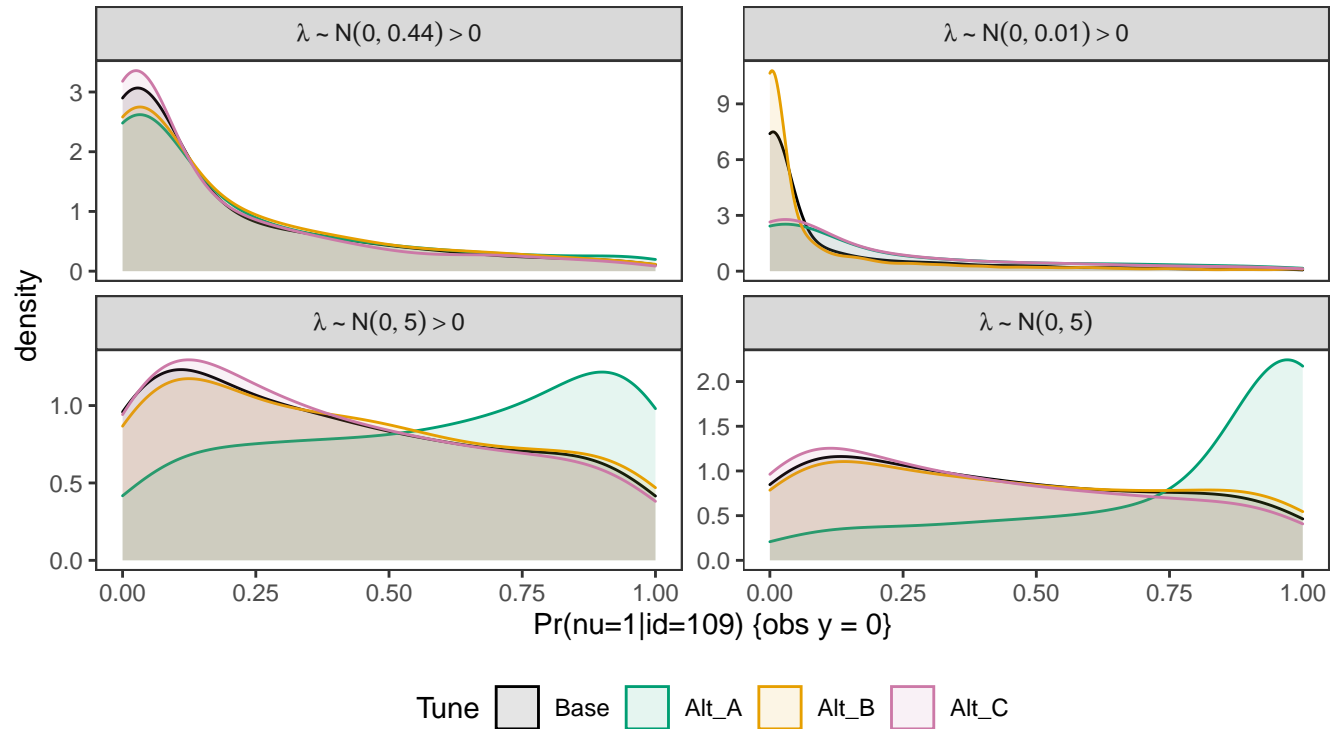 λ ~ N(0, 0.44) > 0
λ ~ N(0, 0.01) > 0
3
2
1
0
9
6
3
0
density
λ ~ N(0, 5) > 0
λ ~ N(0, 5)
1.0
0.5
0.0
2.0
1.5
1.0
0.5
0.0
0.00 0.25 0.50 0.75 1.00
0.00 0.25 0.50 0.75 1.00
Pr(nu=1|id=109) {obs y = 0}
Tune Base Alt_A Alt_B Alt_C